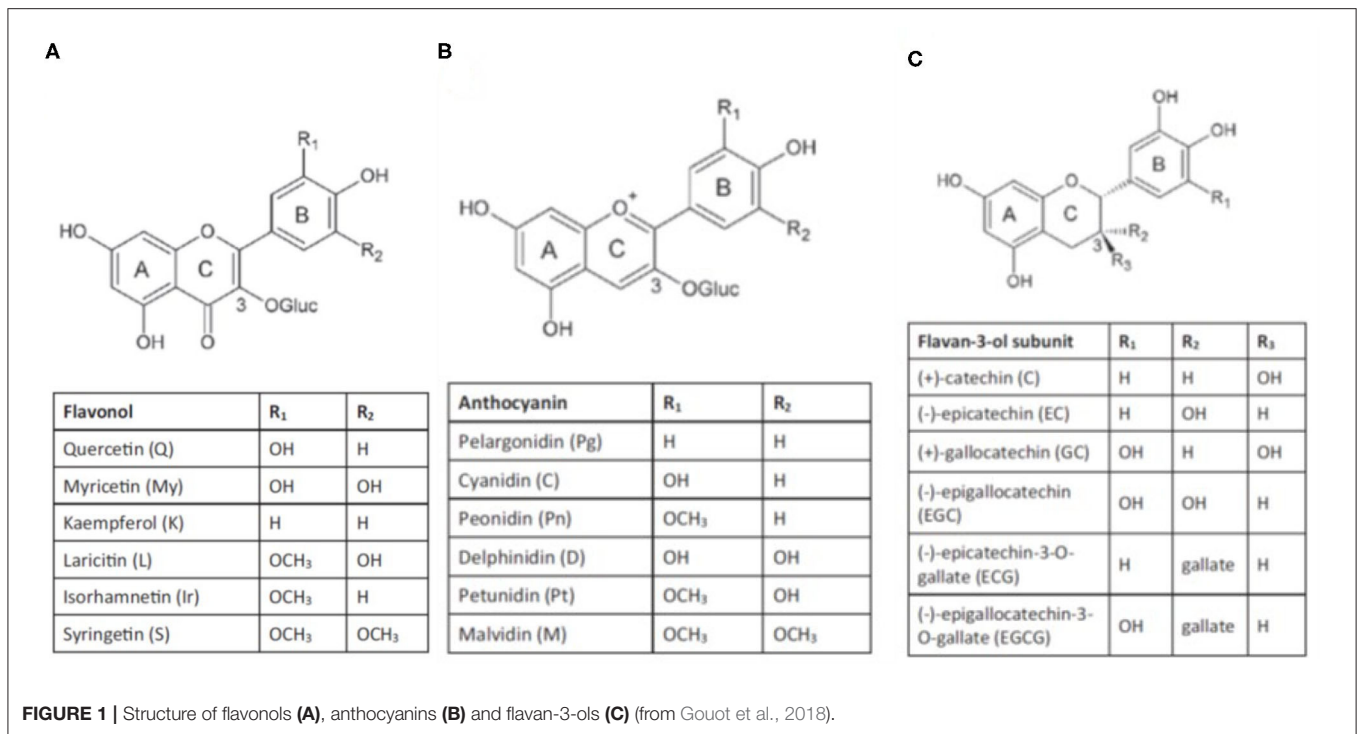 A
R₁
OH
B
HO
O
A
C
R₂
3
OGluc
OH
O
Flavonol R₁ R₂
Quercetin (Q) OH H
Myricetin (My) OH OH
Kaempferol (K) H H
Laricitin (L) OCH₃ OH
Isorhamnetin (Ir) OCH₃ H
Syringetin (S) OCH₃ OCH₃
B
R₁
OH
B
HO
O⁺
R₂
A
C
3
OGluc
OH
Anthocyanin R₁ R₂
Pelargonidin (Pg) H H
Cyanidin (C) OH H
Peonidin (Pn) OCH₃ H
Delphinidin (D) OH OH
Petunidin (Pt) OCH₃ OH
Malvidin (M) OCH₃ OCH₃
C
OH
OH
B
HO
O
R₁
A
C
R₂
3
R₃
OH
Flavan-3-ol subunit R₁ R₂ R₃
(+)-catechin (C) H H OH
(-)-epicatechin (EC) H OH H
(+)-gallocatechin (GC) OH H OH
(-)-epigallocatechin
(EGC) OH OH H
(-)-epicatechin-3-O-
gallate (ECG) H gallate H
(-)-epigallocatechin-3-
O-gallate (EGCG) OH gallate H
FIGURE 1 | Structure of flavonols (A), anthocyanins (B) and flavan-3-ols (C) (from Gouot et al., 2018).